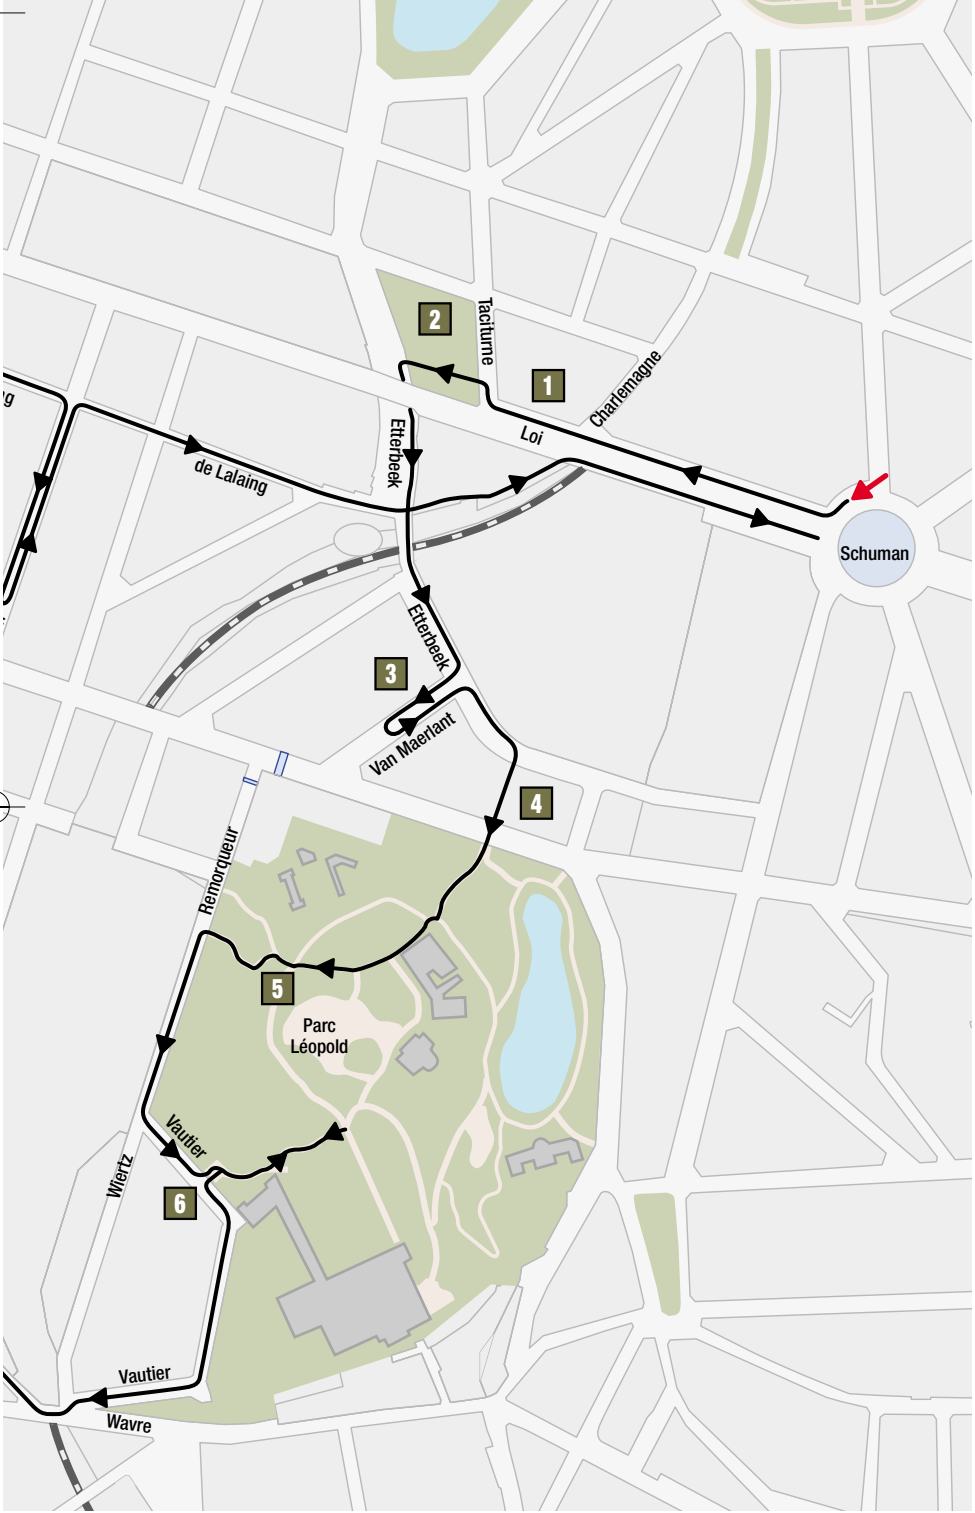 2
Taciturne
1
Charlemagne
Loi
Etterbeek
g
de Lalaing
Schuman
Etterbeek
3
Van Maerlant
4
Remorqueur
5
Parc
Léopold
Vautier
Wiertz
6
Vautier
Wavre